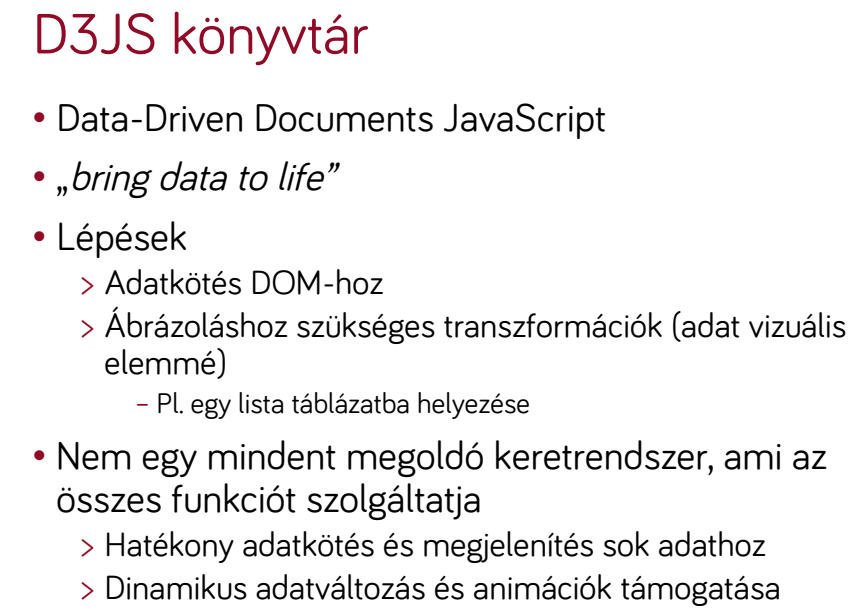 D3JS könyvtár
• Data-Driven Documents JavaScript
• „bring data to life”
• Lépések
> Adatkötés DOM-hoz
> Ábrázoláshoz szükséges transzformációk (adat vizuális
elemmé)
– Pl. egy lista táblázatba helyezése
• Nem egy mindent megoldó keretrendszer, ami az
összes funkciót szolgáltatja
> Hatékony adatkötés és megjelenítés sok adathoz
> Dinamikus adatváltozás és animációk támogatása